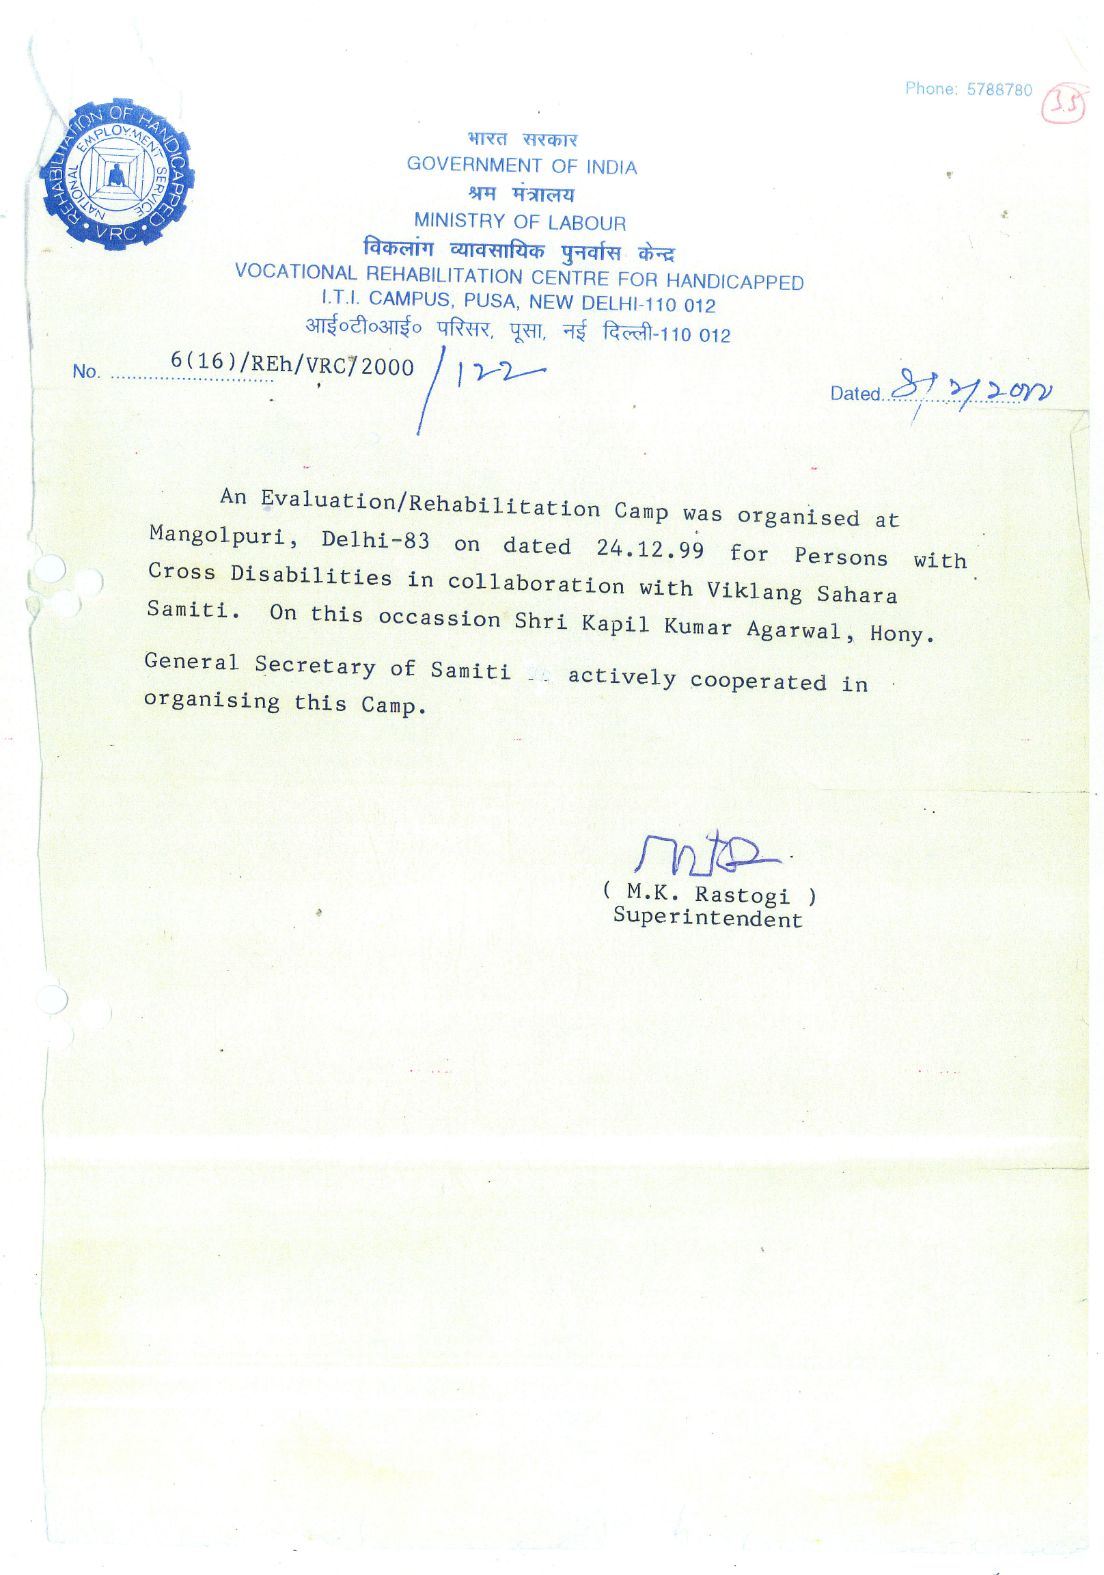 Phone: 5788780
35
REHABILITATION OF HANDICAPPED
NATIONAL EMPLOYMENT SERVICE
• VRC •
भारत सरकार
GOVERNMENT OF INDIA
श्रम मंत्रालय
MINISTRY OF LABOUR
विकलांग व्यावसायिक पुनर्वास केन्द्र
VOCATIONAL REHABILITATION CENTRE FOR HANDICAPPED
I.T.I. CAMPUS, PUSA, NEW DELHI-110 012
आई०टी०आई० परिसर, पूसा, नई दिल्ली-110 012
No. 6(16)/REh/VRC/2000 /122
Dated. 8/2/2000
An Evaluation/Rehabilitation Camp was organised at
Mangolpuri, Delhi-83 on dated 24.12.99 for Persons with
Cross Disabilities in collaboration with Viklang Sahara
Samiti. On this occassion Shri Kapil Kumar Agarwal, Hony.
General Secretary of Samiti actively cooperated in
organising this Camp.
( M.K. Rastogi )
Superintendent